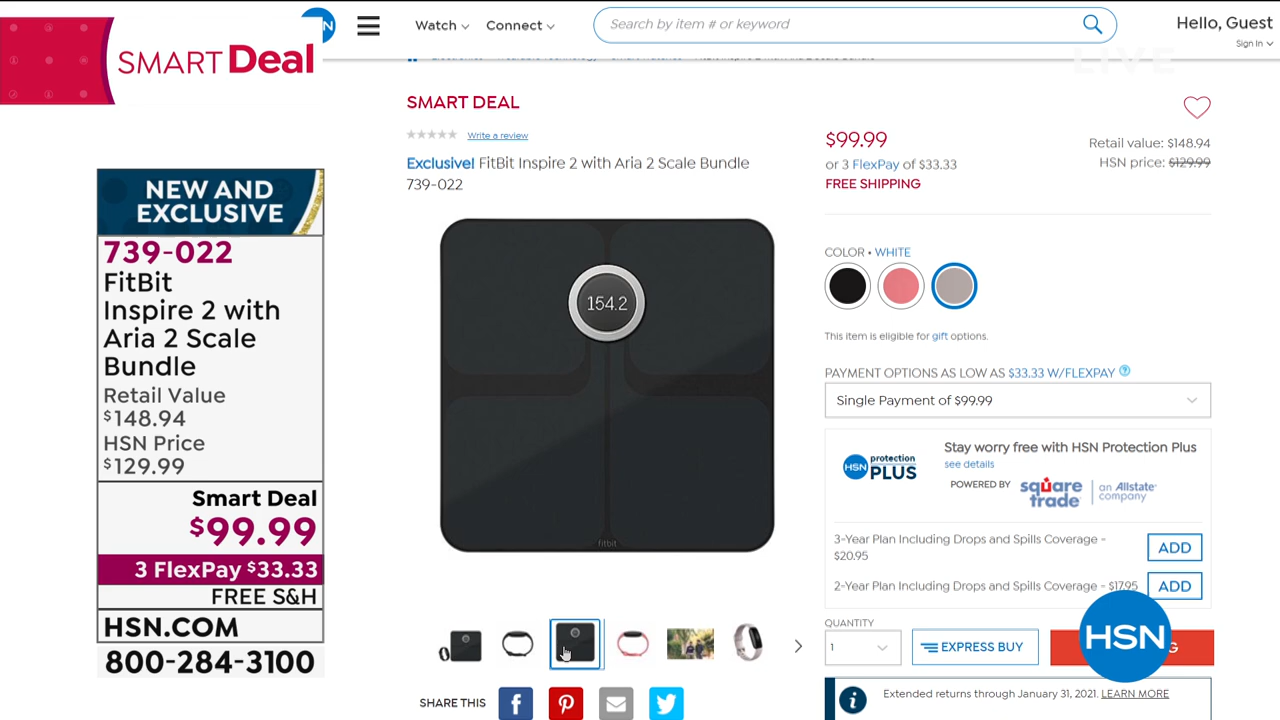 SMART Deal
NEW AND
EXCLUSIVE
739-022
FitBit
Inspire 2 with
Aria 2 Scale
Bundle
Retail Value
$148.94
HSN Price
$129.99
Smart Deal
$99.99
3 FlexPay $33.33
FREE S&H
HSN.COM
800-284-3100
Watch
Connect
Search by item # or keyword
Hello, Guest
Sign In
LIVE
SMART DEAL
Write a review
Exclusive! FitBit Inspire 2 with Aria 2 Scale Bundle
739-022
154.2
fitbit
SHARE THIS
$99.99
or 3 FlexPay of $33.33
FREE SHIPPING
Retail value: $148.94
HSN price: $129.99
COLOR • WHITE
This item is eligible for gift options.
PAYMENT OPTIONS AS LOW AS $33.33 W/FLEXPAY ?
Single Payment of $99.99
HSN protection
PLUS
Stay worry free with HSN Protection Plus
see details
POWERED BY
square
trade
an Allstate
company
3-Year Plan Including Drops and Spills Coverage -
$20.95
ADD
2-Year Plan Including Drops and Spills Coverage - $17.95
ADD
QUANTITY
1
EXPRESS BUY
HSN
G
Extended returns through January 31, 2021. LEARN MORE